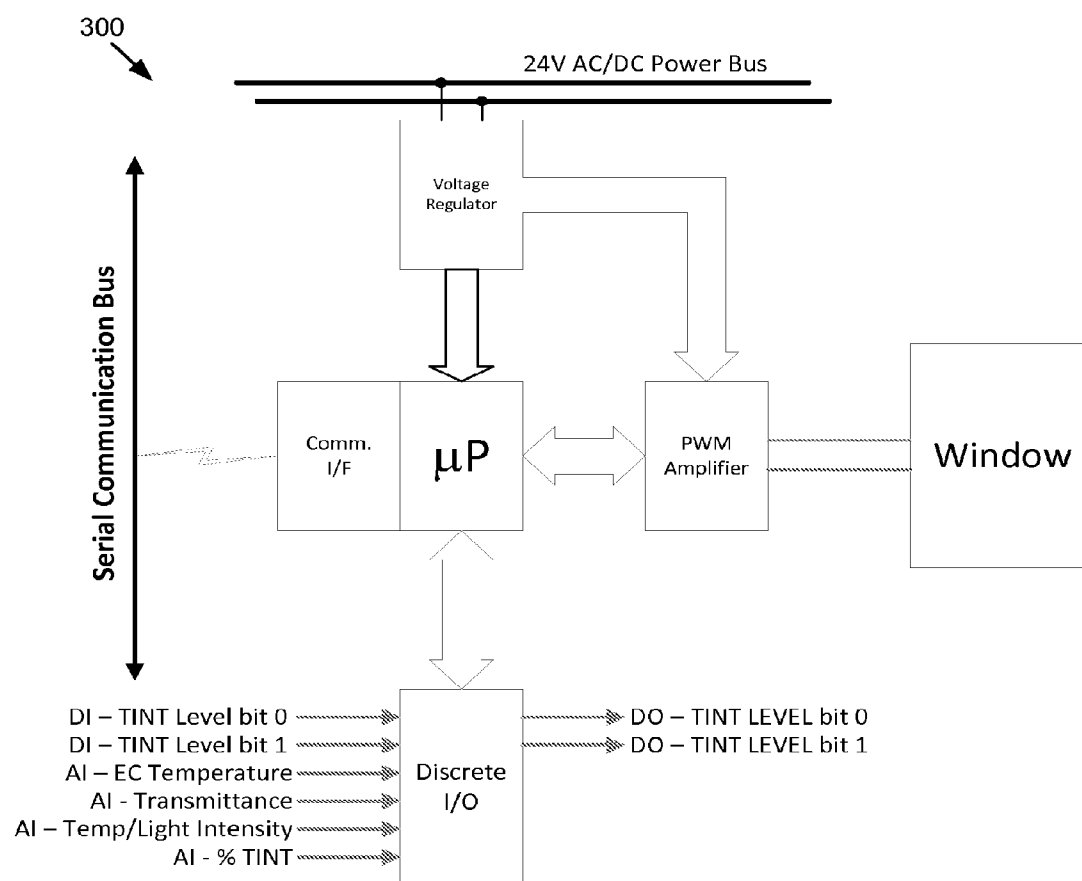 300
24V AC/DC Power Bus
Voltage
Regulator
Serial Communication Bus
Comm.
I/F
μP
PWM
Amplifier
Window
DI – TINT Level bit 0
DI – TINT Level bit 1
AI – EC Temperature
AI - Transmittance
AI – Temp/Light Intensity
AI - % TINT
Discrete
I/O
DO – TINT LEVEL bit 0
DO – TINT LEVEL bit 1